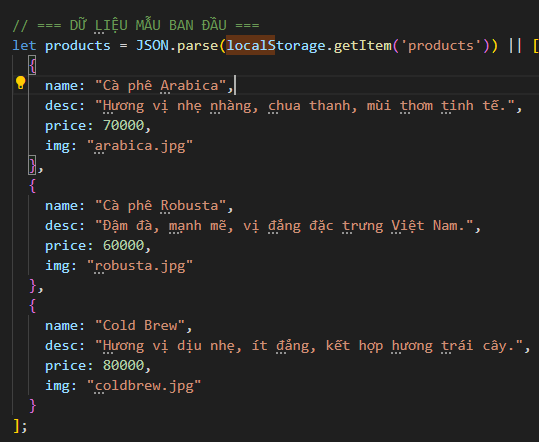 // === DỮ LIỆU MẪU BAN ĐẦU ===
let products = JSON.parse(localStorage.getItem('products')) || [
{
name: "Cà phê Arabica",
desc: "Hương vị nhẹ nhàng, chua thanh, mùi thơm tinh tế.",
price: 70000,
img: "arabica.jpg"
},
{
name: "Cà phê Robusta",
desc: "Đậm đà, mạnh mẽ, vị đắng đặc trưng Việt Nam.",
price: 60000,
img: "robusta.jpg"
},
{
name: "Cold Brew",
desc: "Hương vị dịu nhẹ, ít đắng, kết hợp hương trái cây.",
price: 80000,
img: "coldbrew.jpg"
}
];